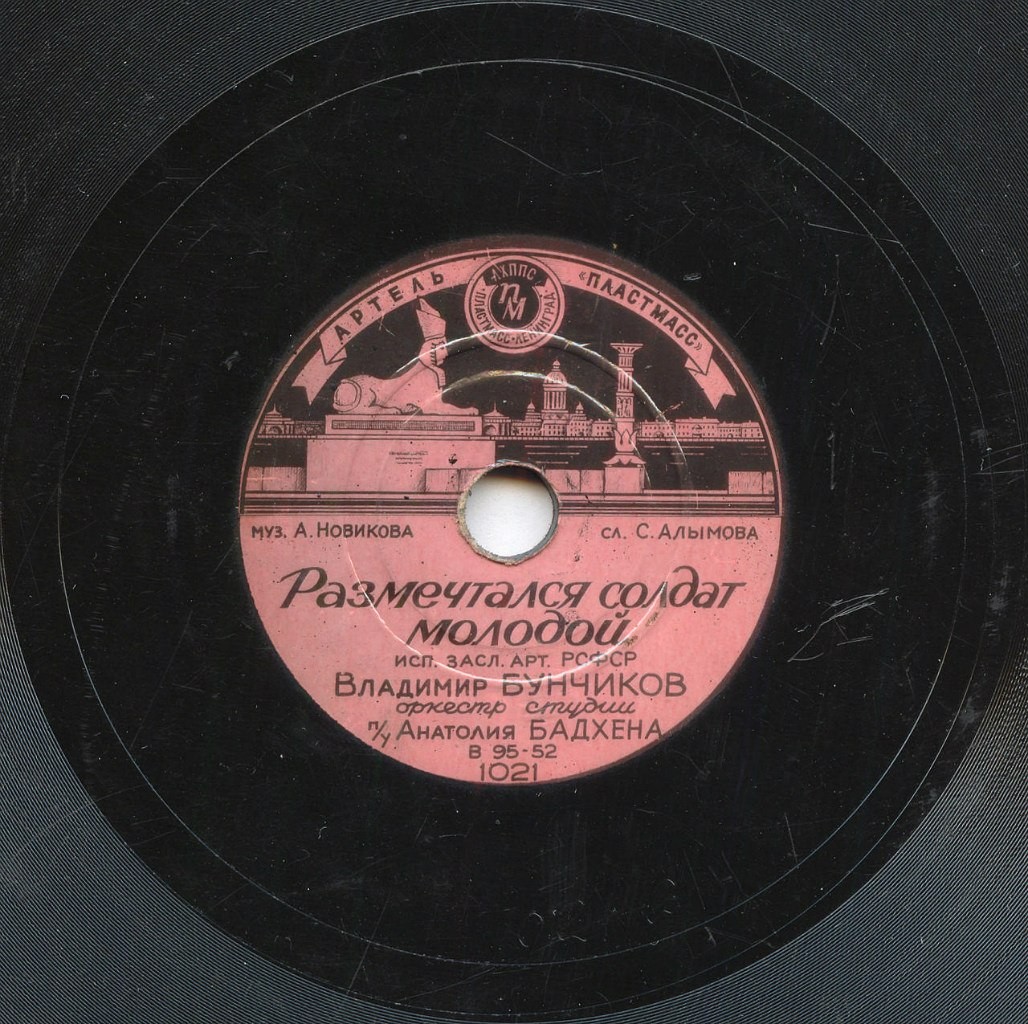 АРТЕЛЬ «ПЛАСТМАСС»
ЛХППС
ПМ
ПЛАСТМАСС·ЛЕНИНГРАД
муз. А. Новикова
сл. С. Алымова
Размечтался солдат
молодой
исп. засл. арт. РСФСР
Владимир БУНЧИКОВ
оркестр студии
п/у Анатолия БАДХЕНА
В 95-52
1021